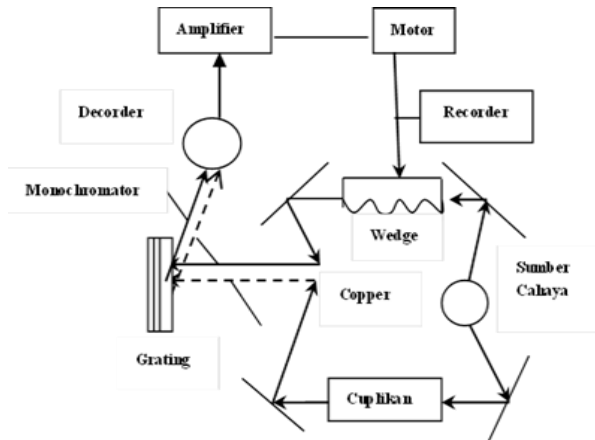 Amplifier
Motor
Decorder
Recorder
Monochromator
Wedge
Sumber
Cahaya
Copper
Grating
Cuplikan